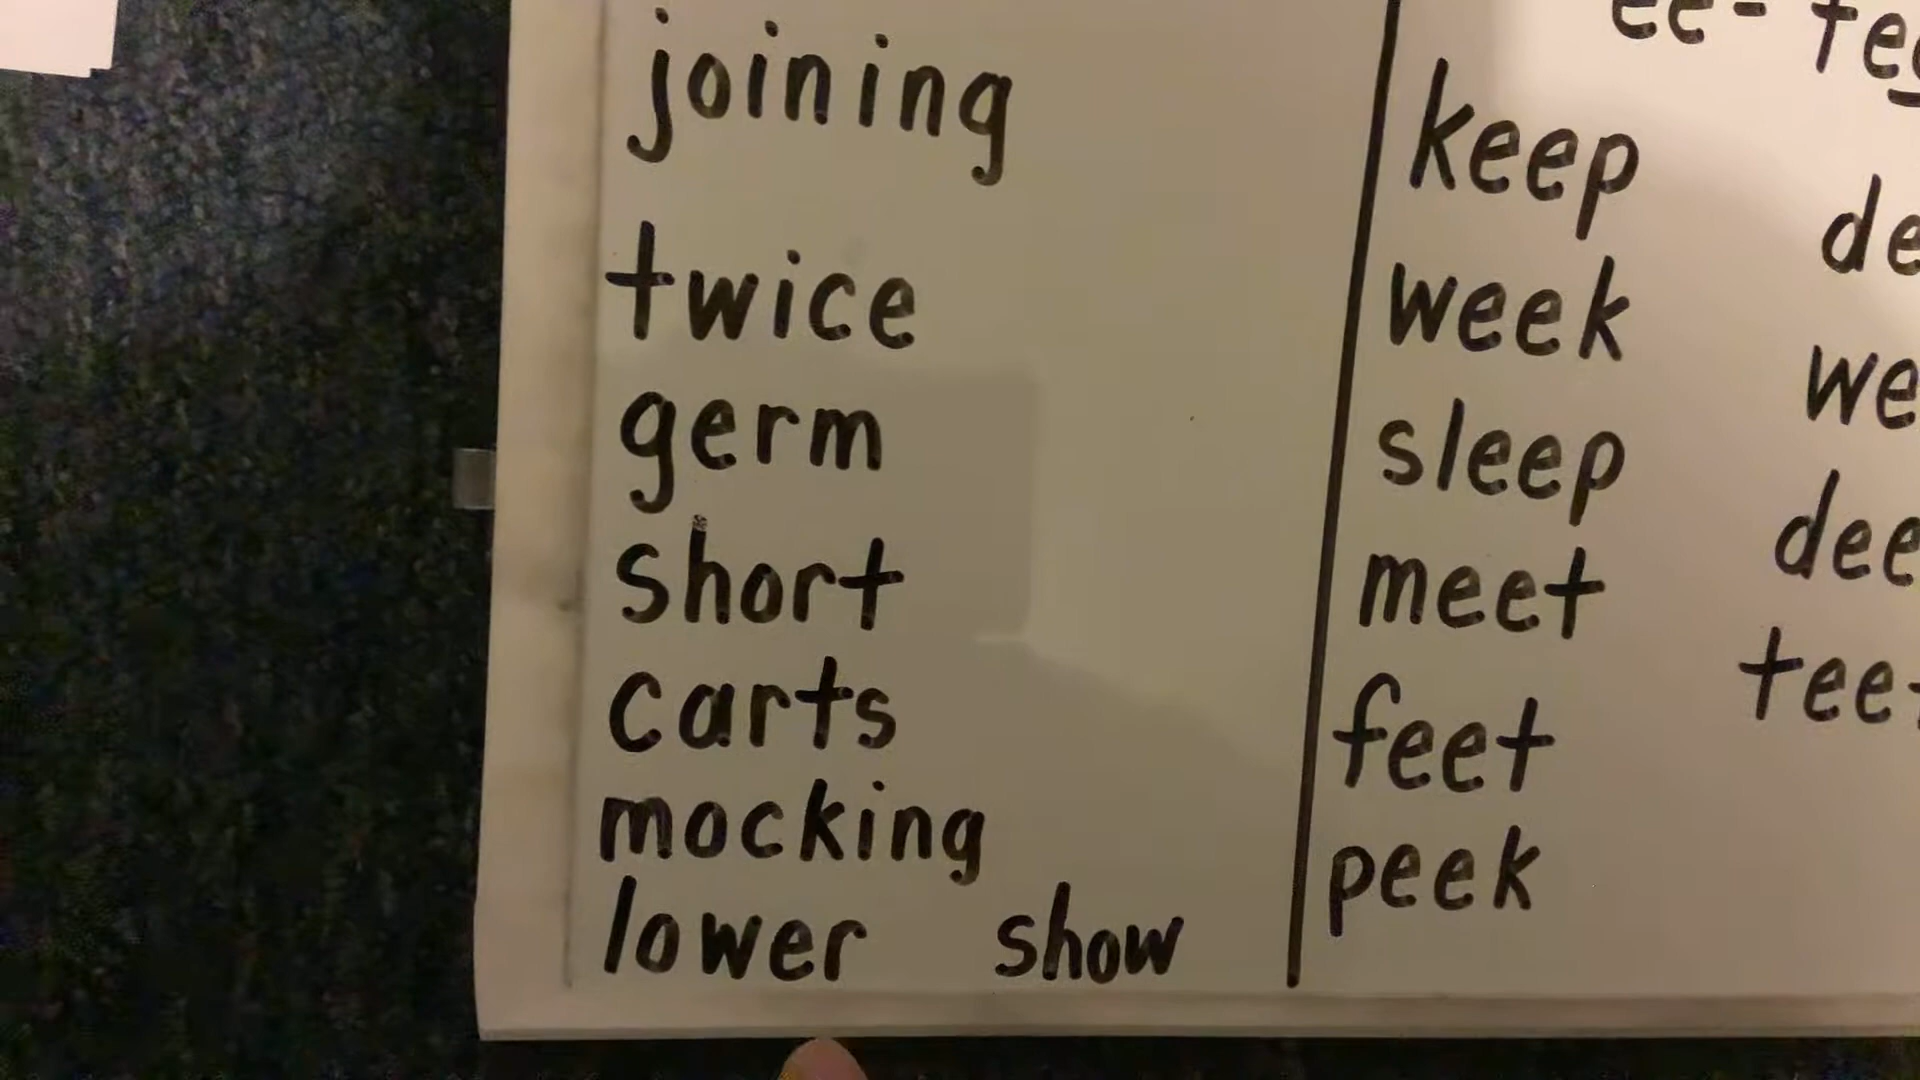 joining
twice
germ
short
carts
mocking
lower show
keep
week
sleep
meet
feet
peek